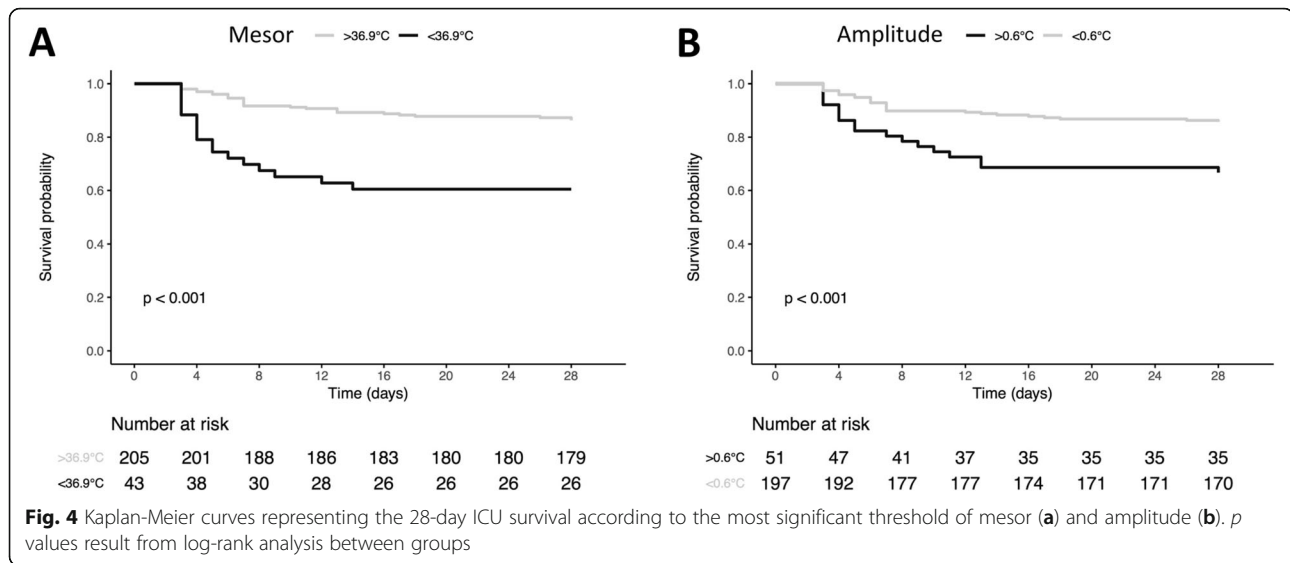 A Mesor >36.9°C <36.9°C
Survival probability
1.0
0.8
0.6
0.4
0.2
0.0
p < 0.001
0 4 8 12 16 20 24 28
Time (days)
Number at risk
>36.9°C 205 201 188 186 183 180 180 179
<36.9°C 43 38 30 28 26 26 26 26
B Amplitude >0.6°C <0.6°C
Survival probability
1.0
0.8
0.6
0.4
0.2
0.0
p < 0.001
0 4 8 12 16 20 24 28
Time (days)
Number at risk
>0.6°C 51 47 41 37 35 35 35 35
<0.6°C 197 192 177 177 174 171 171 170
Fig. 4 Kaplan-Meier curves representing the 28-day ICU survival according to the most significant threshold of mesor (a) and amplitude (b). p
values result from log-rank analysis between groups